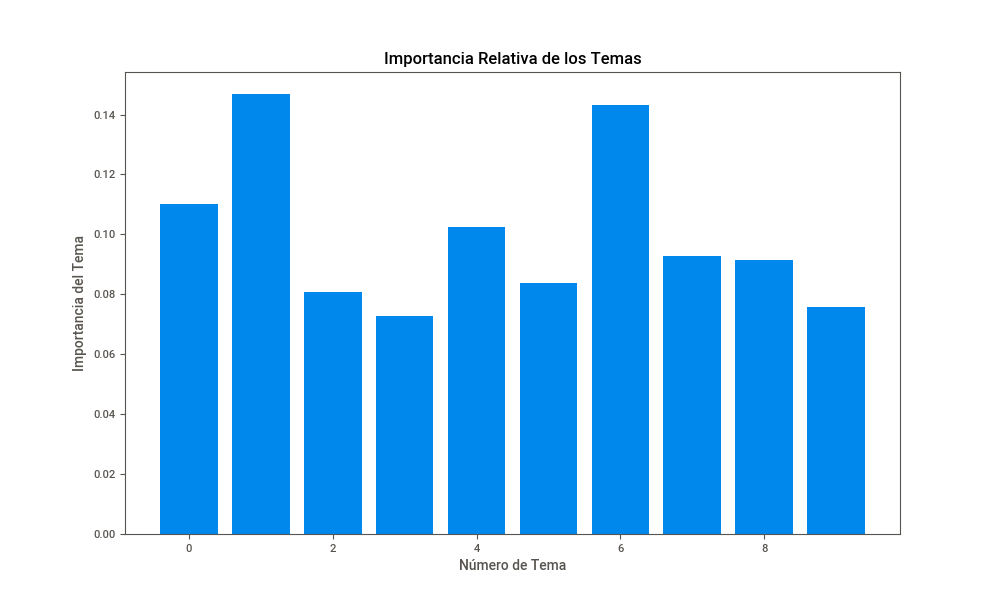 Importancia Relativa de los Temas
Importancia del Tema
0.14
0.12
0.10
0.08
0.06
0.04
0.02
0.00
0 2 4 6 8
Número de Tema